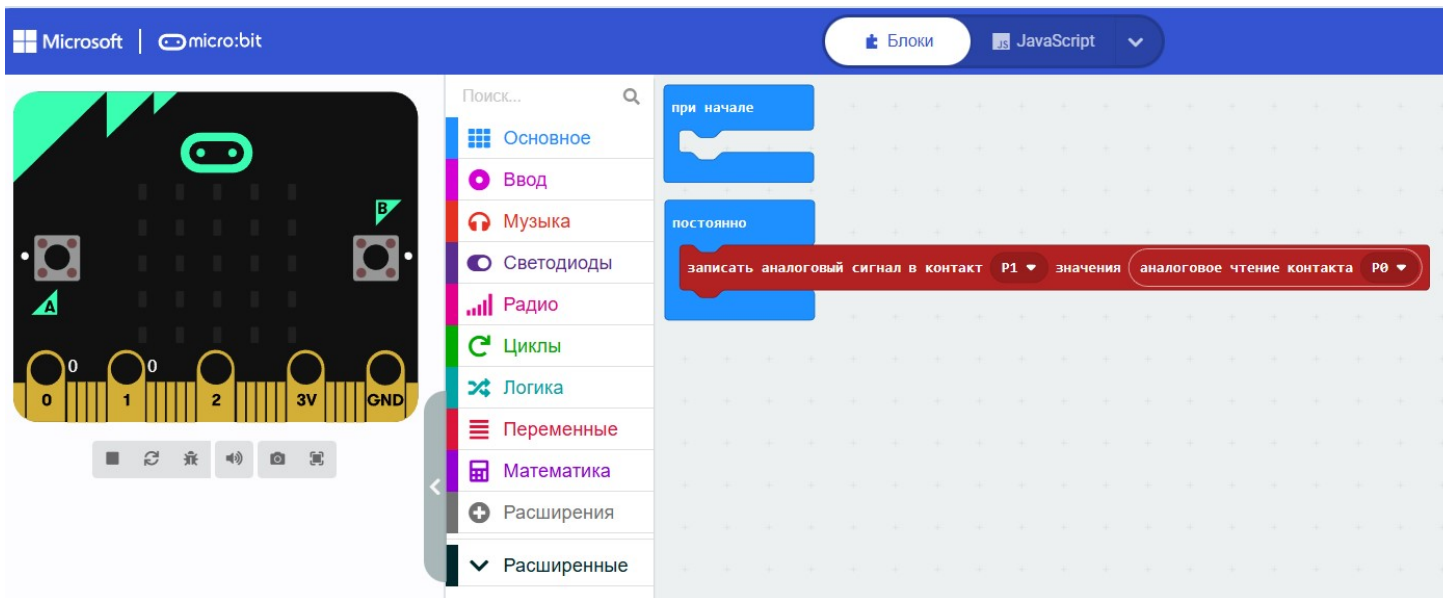 Microsoft micro:bit Блоки JS JavaScript
Поиск...
Основное
Ввод
Музыка
Светодиоды
Радио
Циклы
Логика
Переменные
Математика
Расширения
Расширенные
A
B
0 0
0 1 2 3V GND
при начале
постоянно
записать аналоговый сигнал в контакт P1 значения аналоговое чтение контакта P0